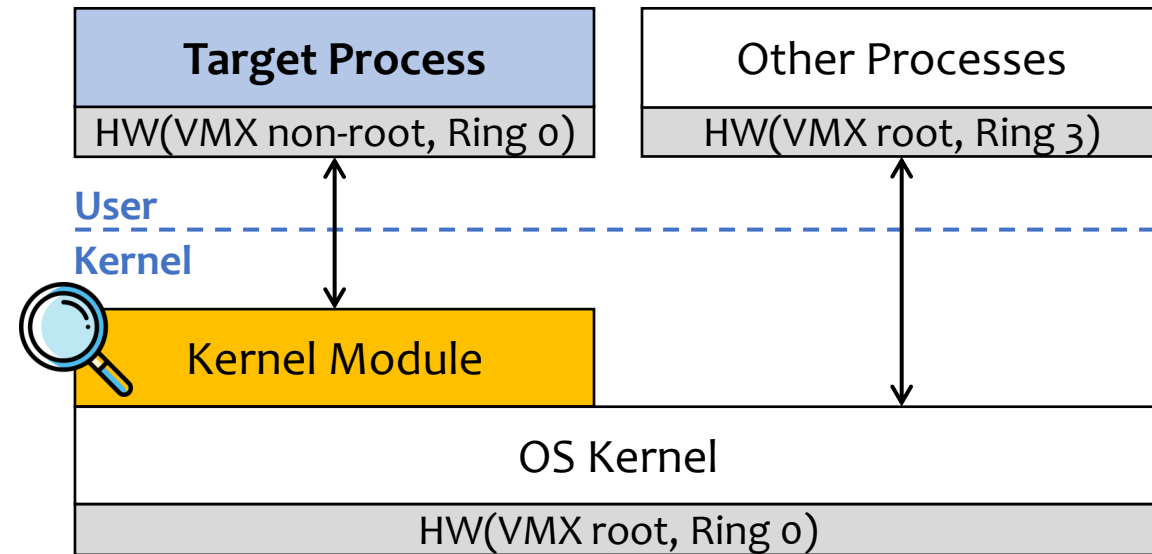 Target Process
HW(VMX non-root, Ring 0)
Other Processes
HW(VMX root, Ring 3)
User
Kernel
Kernel Module
OS Kernel
HW(VMX root, Ring 0)